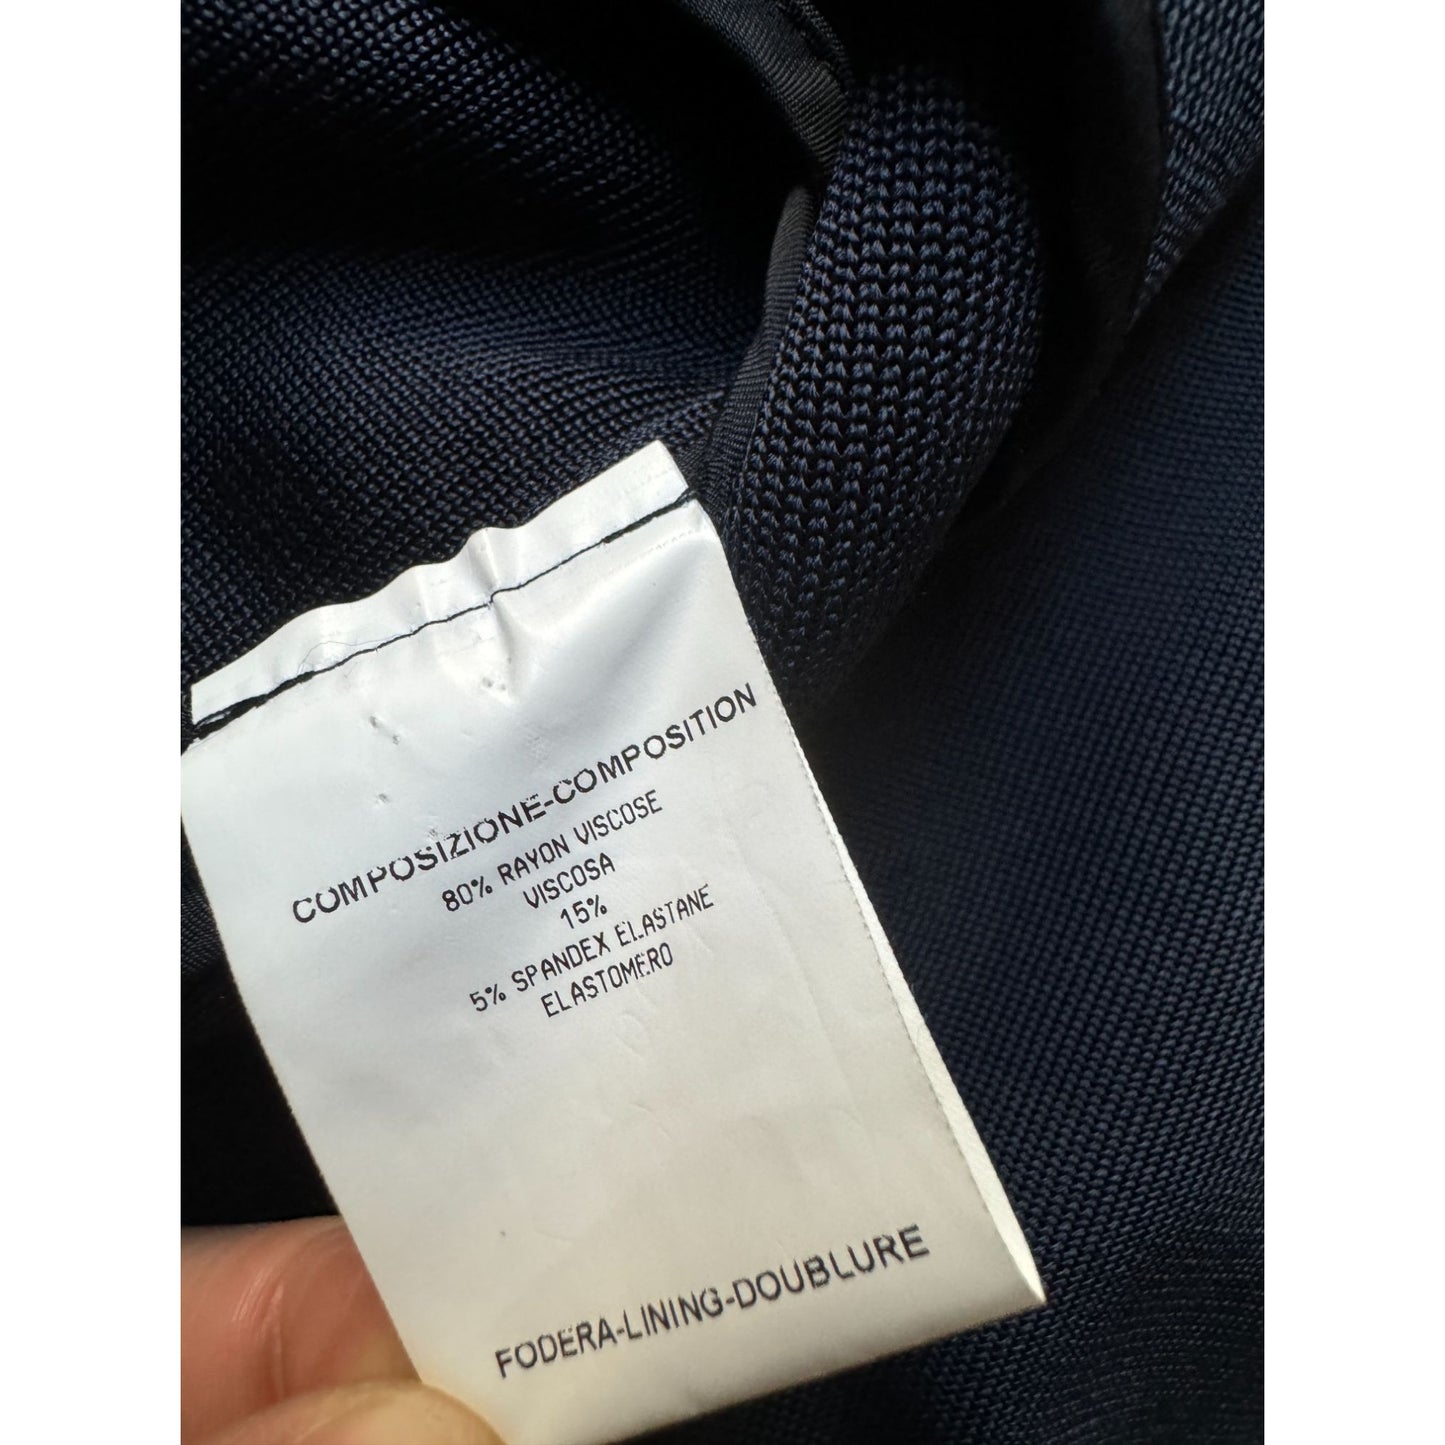 COMPOSIZIONE-COMPOSITION
80% RAYON VISCOSE
VISCOSA
15%
5% SPANDEX ELASTANE
ELASTOMERO
FODERA-LINING-DOUBLURE